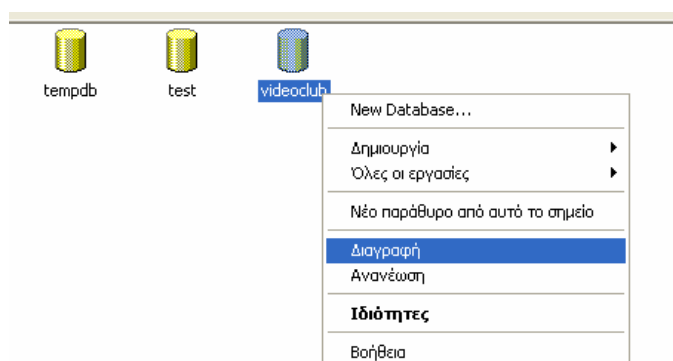 tempdb
test
videoclub
New Database...
Δημιουργία
Όλες οι εργασίες
Νέο παράθυρο από αυτό το σημείο
Διαγραφή
Ανανέωση
Ιδιότητες
Βοήθεια